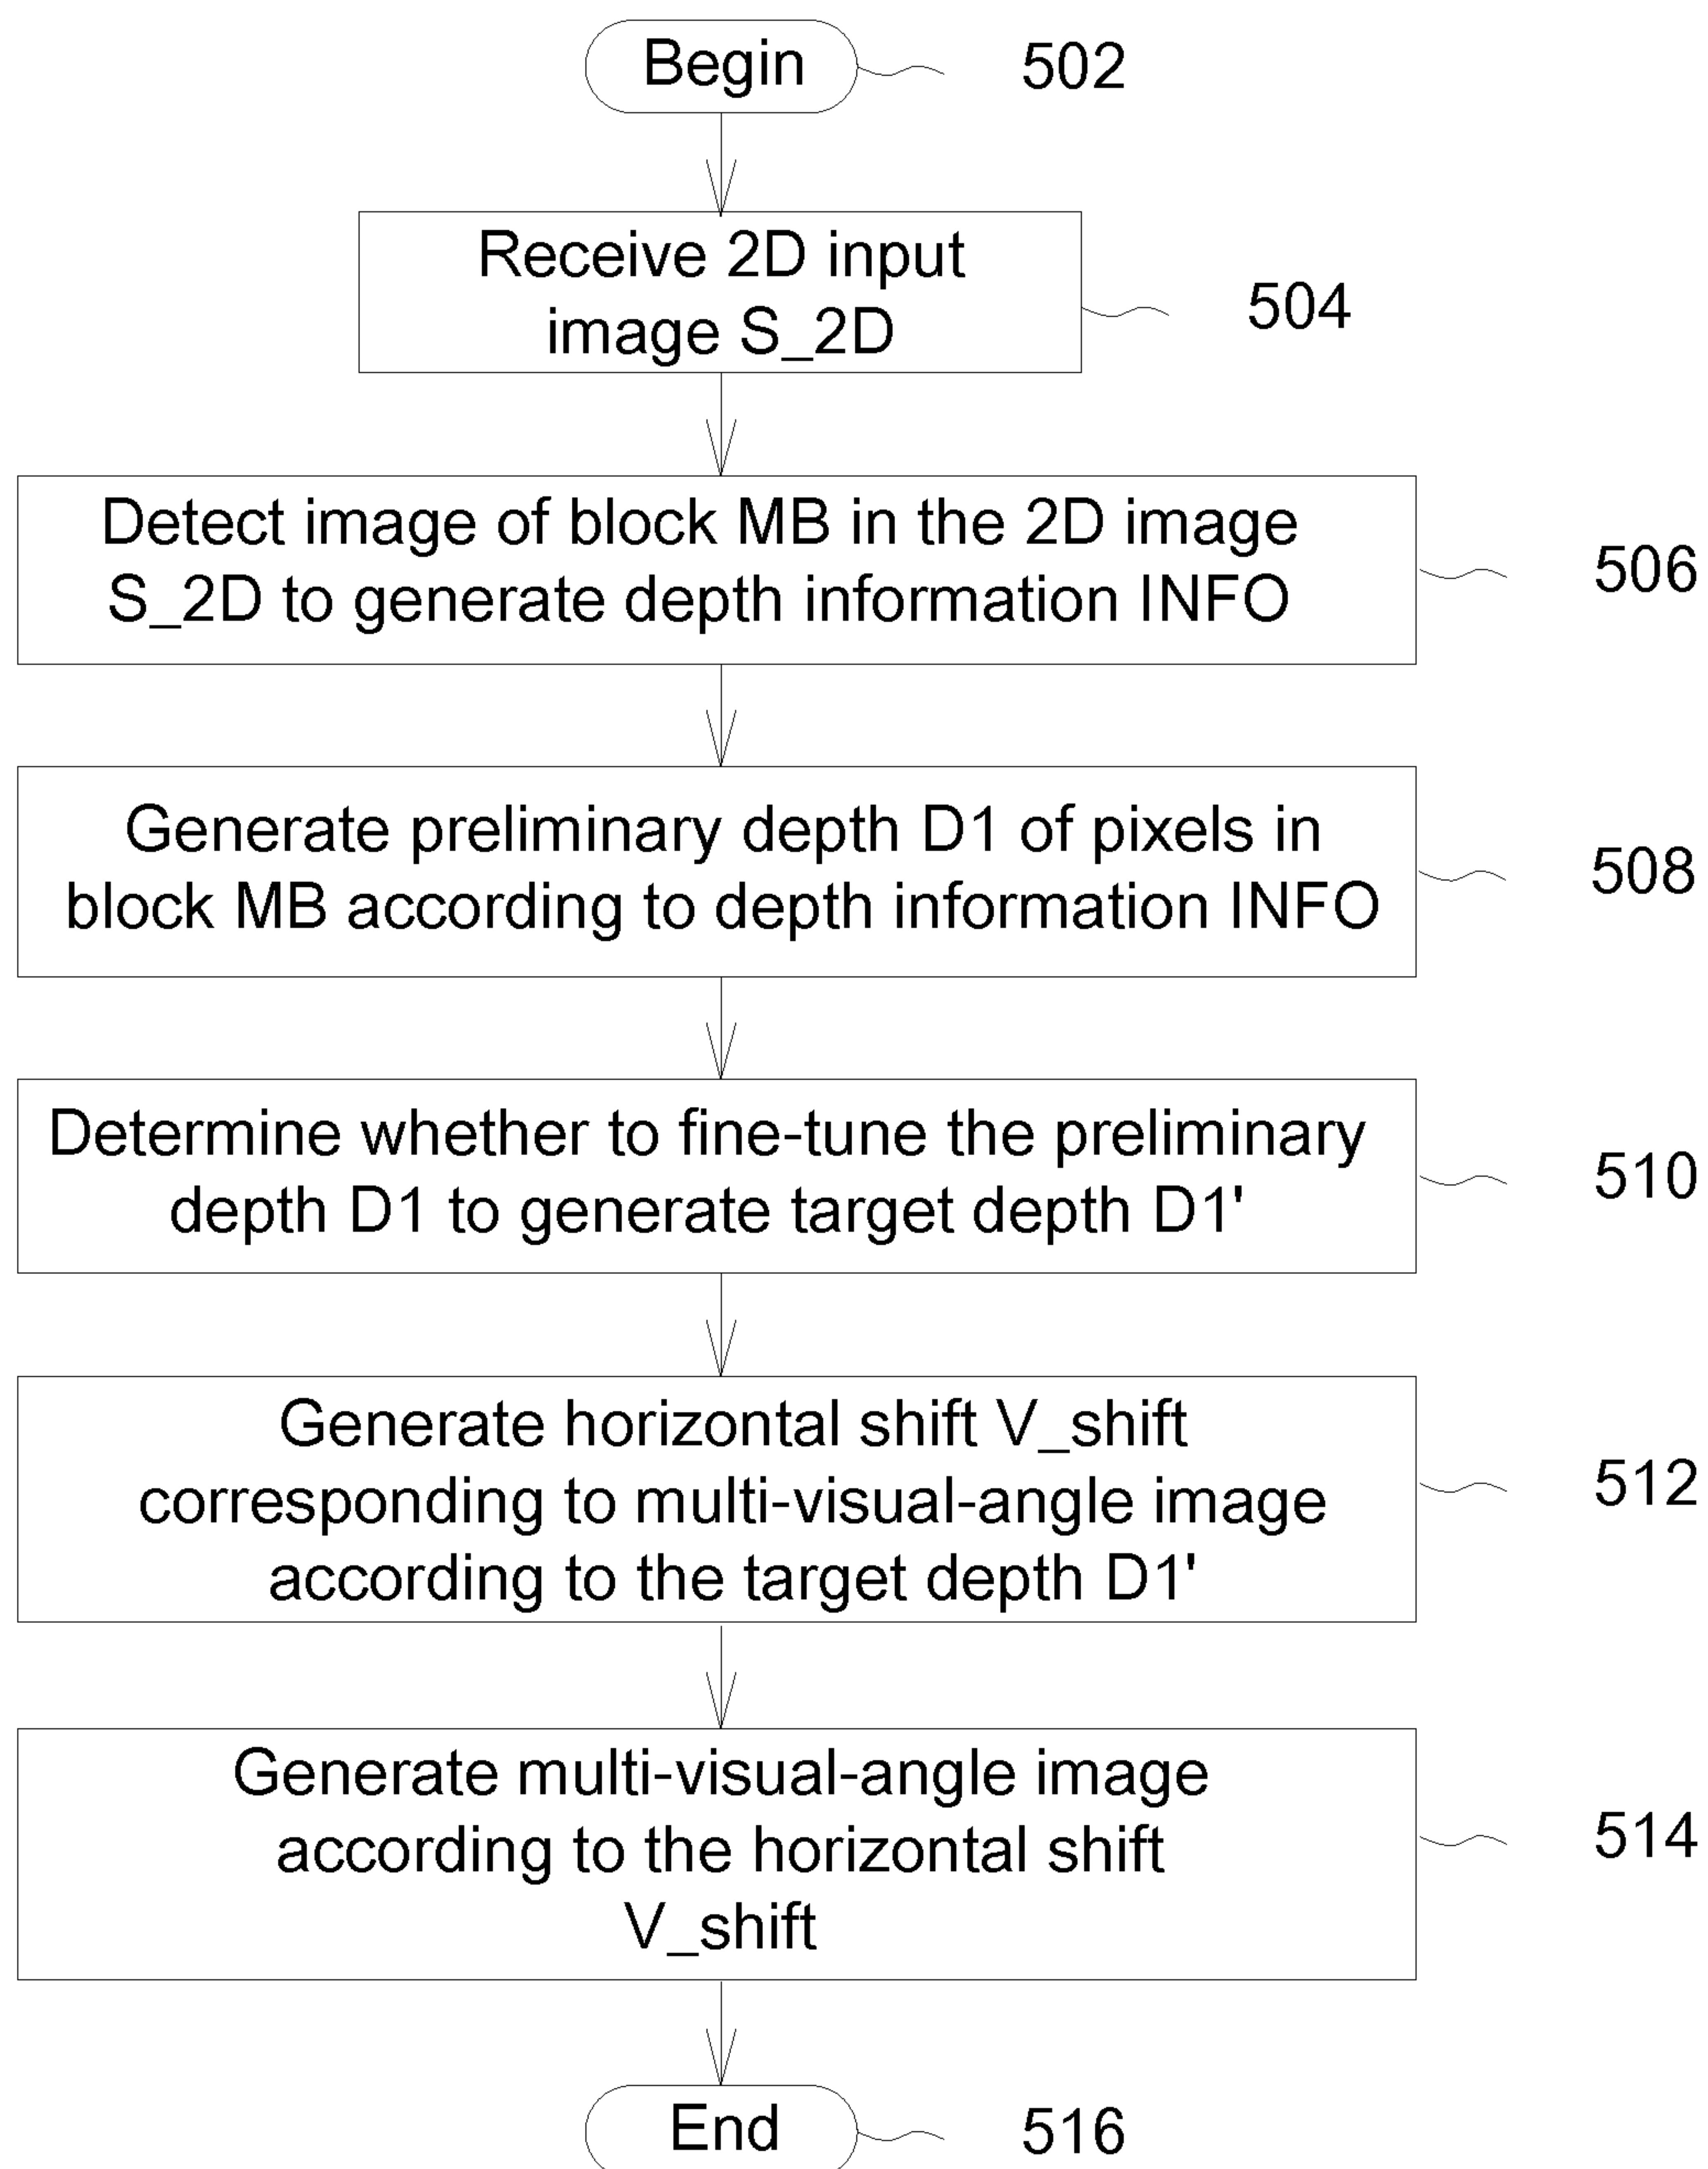 Begin
502
Receive 2D input
image S_2D
504
Detect image of block MB in the 2D image
S_2D to generate depth information INFO
506
Generate preliminary depth D1 of pixels in
block MB according to depth information INFO
508
Determine whether to fine-tune the preliminary
depth D1 to generate target depth D1'
510
Generate horizontal shift V_shift
corresponding to multi-visual-angle image
according to the target depth D1'
512
Generate multi-visual-angle image
according to the horizontal shift
V_shift
514
End
516